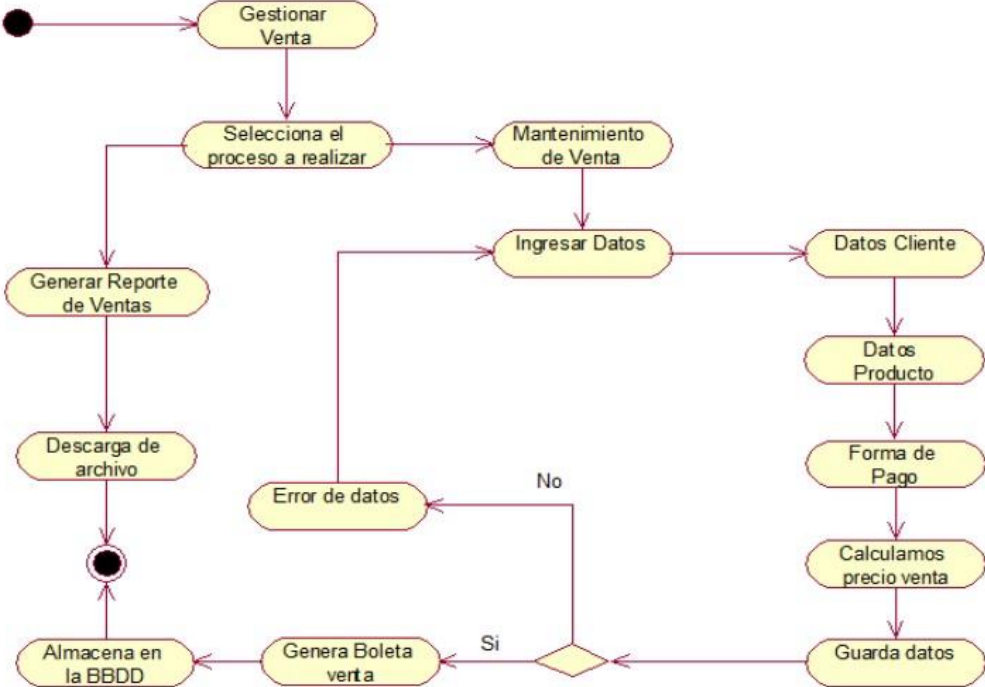 Gestionar
Venta
Selecciona el
proceso a realizar
Mantenimiento
de Venta
Ingresar Datos
Datos Cliente
Generar Reporte
de Ventas
Datos
Producto
Descarga de
archivo
Forma de
Pago
Error de datos
No
Calculamos
precio venta
Almacena en
la BBDD
Genera Boleta
venta
Si
Guarda datos